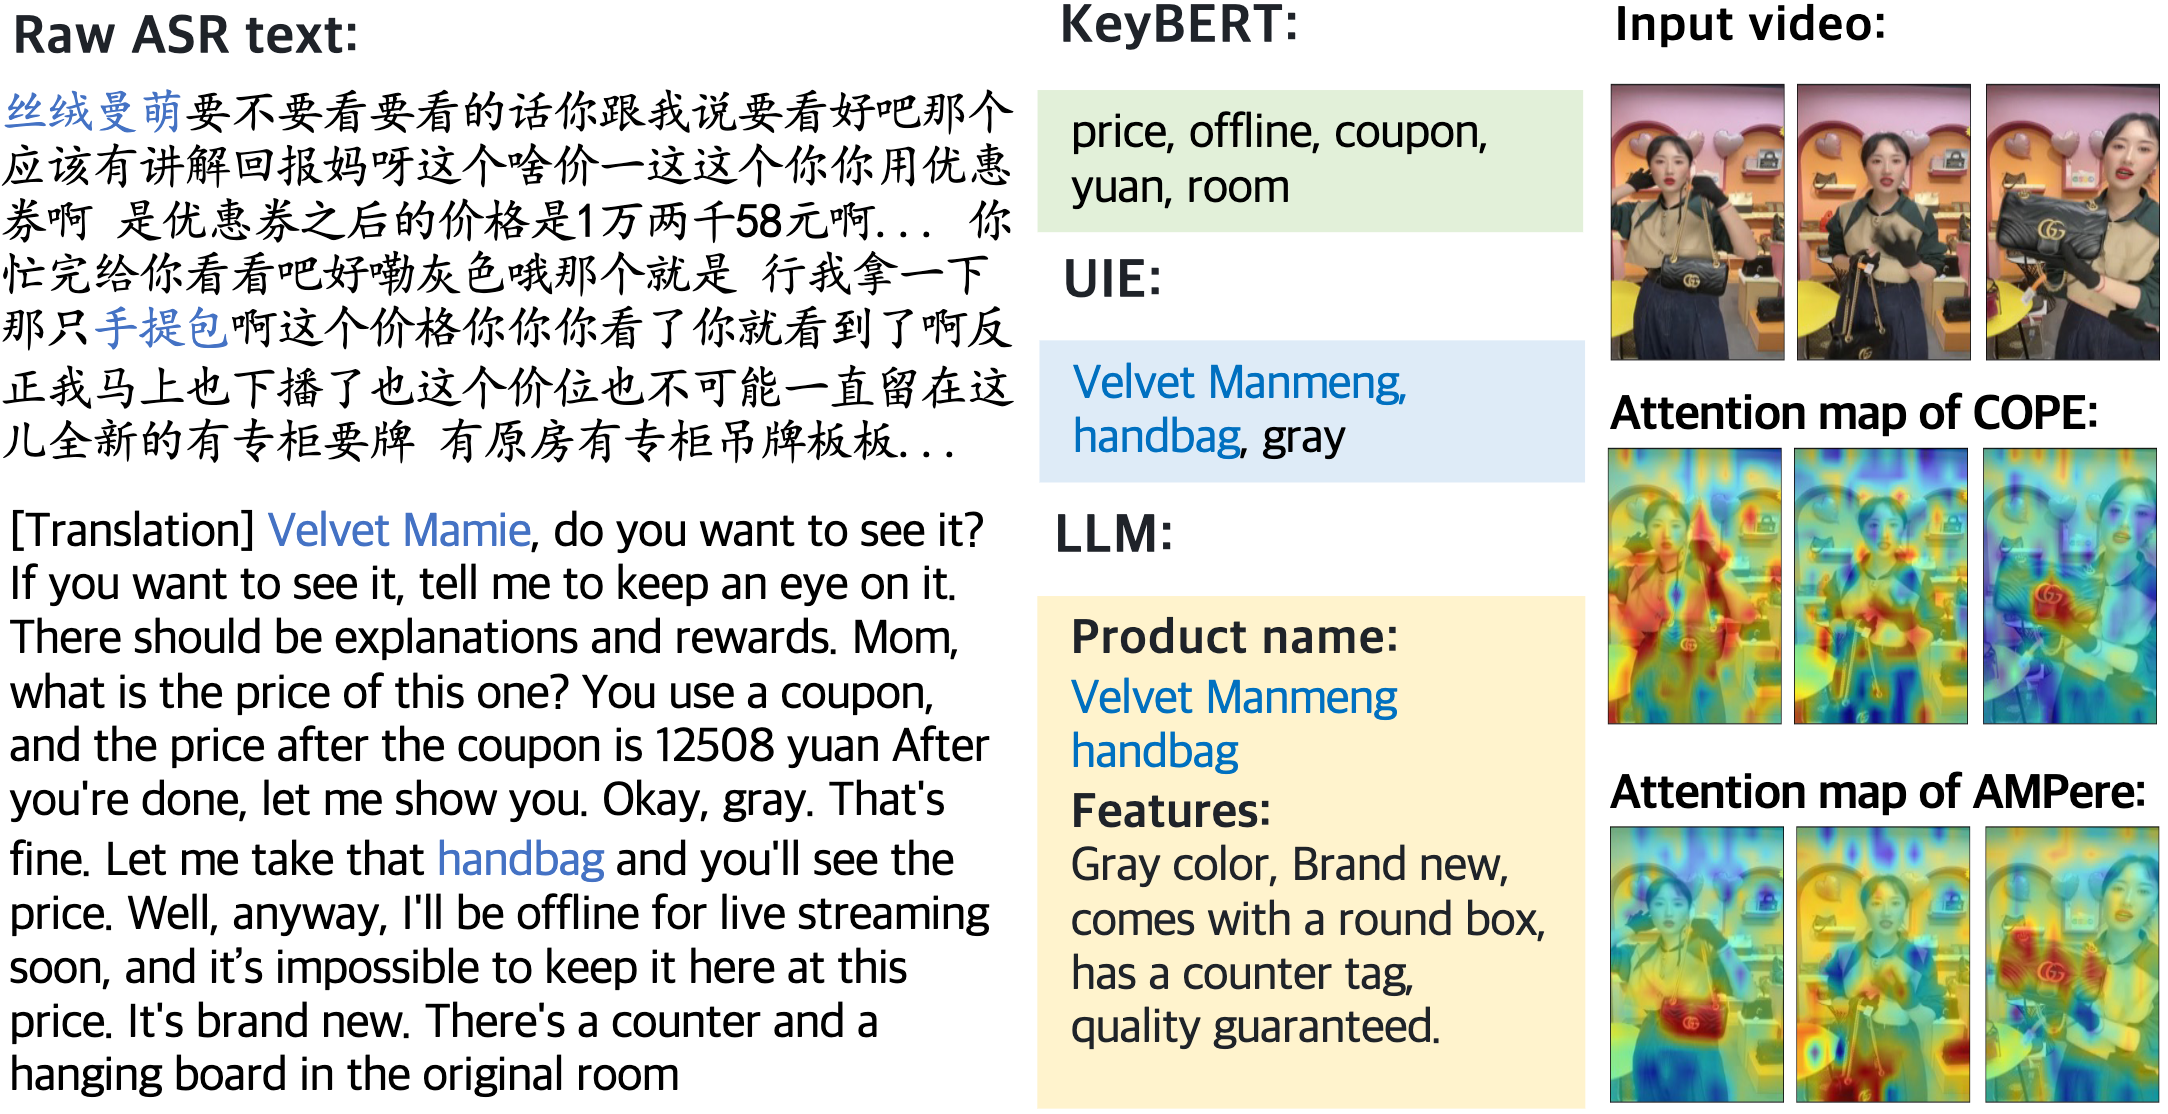 Raw ASR text:
丝绒曼萌要不要看要看的话你跟我说要看好吧那个
应该有讲解回报妈呀这个啥价一这这个你你用优惠
券啊 是优惠券之后的价格是1万两千58元啊... 你
忙完给你看看吧好嘞灰色哦那个就是 行我拿一下
那只手提包啊这个价格你你你看了你就看到了啊反
正我马上也下播了也这个价位也不可能一直留在这
儿全新的有专柜要牌 有原房有专柜吊牌板板...
[Translation] Velvet Mamie, do you want to see it?
If you want to see it, tell me to keep an eye on it.
There should be explanations and rewards. Mom,
what is the price of this one? You use a coupon,
and the price after the coupon is 12508 yuan After
you're done, let me show you. Okay, gray. That's
fine. Let me take that handbag and you'll see the
price. Well, anyway, I'll be offline for live streaming
soon, and it’s impossible to keep it here at this
price. It's brand new. There's a counter and a
hanging board in the original room
KeyBERT:
price, offline, coupon,
yuan, room
UIE:
Velvet Manmeng,
handbag, gray
LLM:
Product name:
Velvet Manmeng
handbag
Features:
Gray color, Brand new,
comes with a round box,
has a counter tag,
quality guaranteed.
Input video:
Attention map of COPE:
Attention map of AMPere: